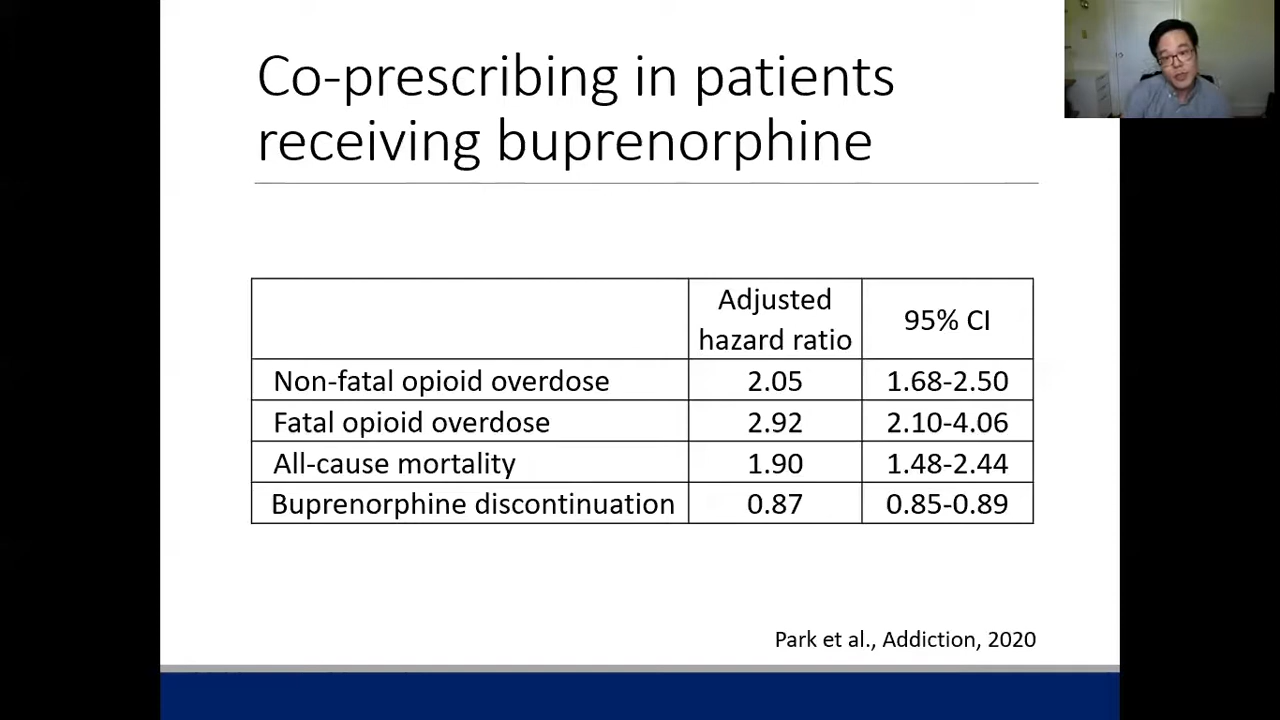 Co-prescribing in patients
receiving buprenorphine
Adjusted
hazard ratio
95% CI
Non-fatal opioid overdose 2.05 1.68-2.50
Fatal opioid overdose 2.92 2.10-4.06
All-cause mortality 1.90 1.48-2.44
Buprenorphine discontinuation 0.87 0.85-0.89
Park et al., Addiction, 2020